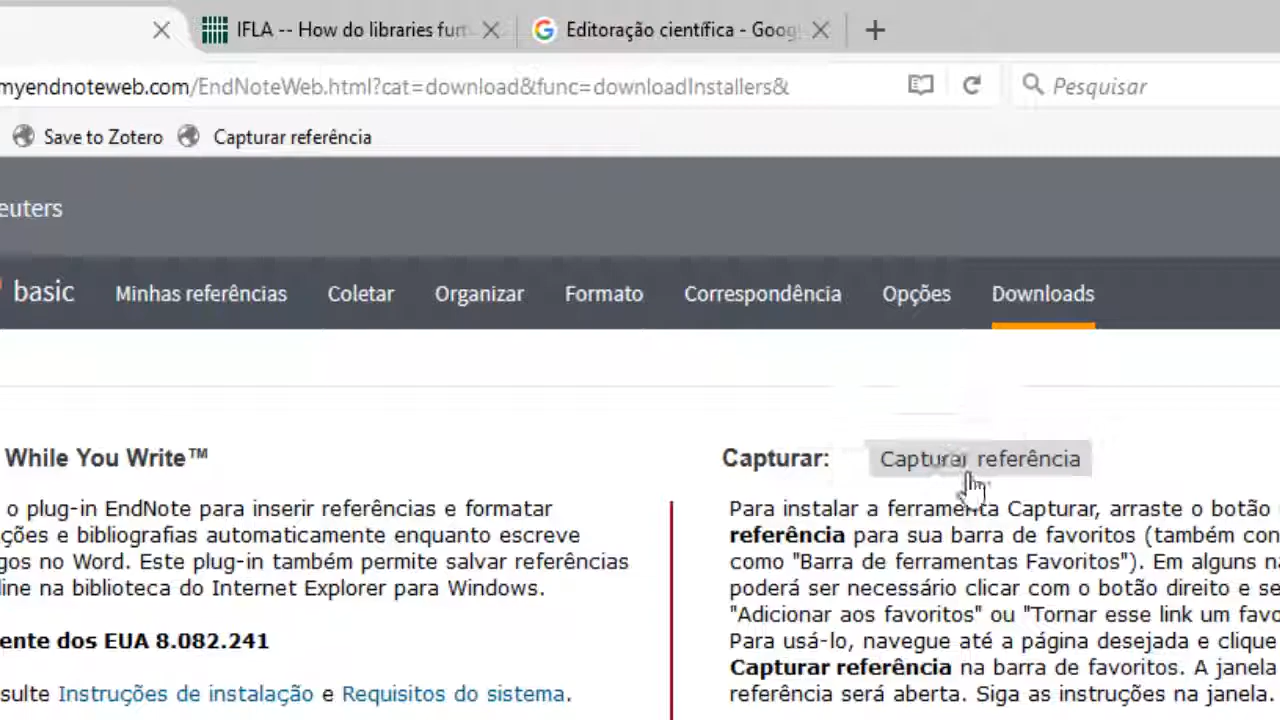 IFLA -- How do libraries fun
Editoração científica - Goog
myendnoteweb.com/EndNoteWeb.html?cat=download&func=downloadInstallers&
Pesquisar
Save to Zotero
Capturar referência
euters
basic
Minhas referências
Coletar
Organizar
Formato
Correspondência
Opções
Downloads
While You Write™
o plug-in EndNote para inserir referências e formatar
ções e bibliografias automaticamente enquanto escreve
gos no Word. Este plug-in também permite salvar referências
line na biblioteca do Internet Explorer para Windows.
ente dos EUA 8.082.241
sulte Instruções de instalação e Requisitos do sistema.
Capturar: Capturar referência
Para instalar a ferramenta Capturar, arraste o botão
referência para sua barra de favoritos (também con
como "Barra de ferramentas Favoritos"). Em alguns na
poderá ser necessário clicar com o botão direito e se
"Adicionar aos favoritos" ou "Tornar esse link um favo
Para usá-lo, navegue até a página desejada e clique
Capturar referência na barra de favoritos. A janela
referência será aberta. Siga as instruções na janela.